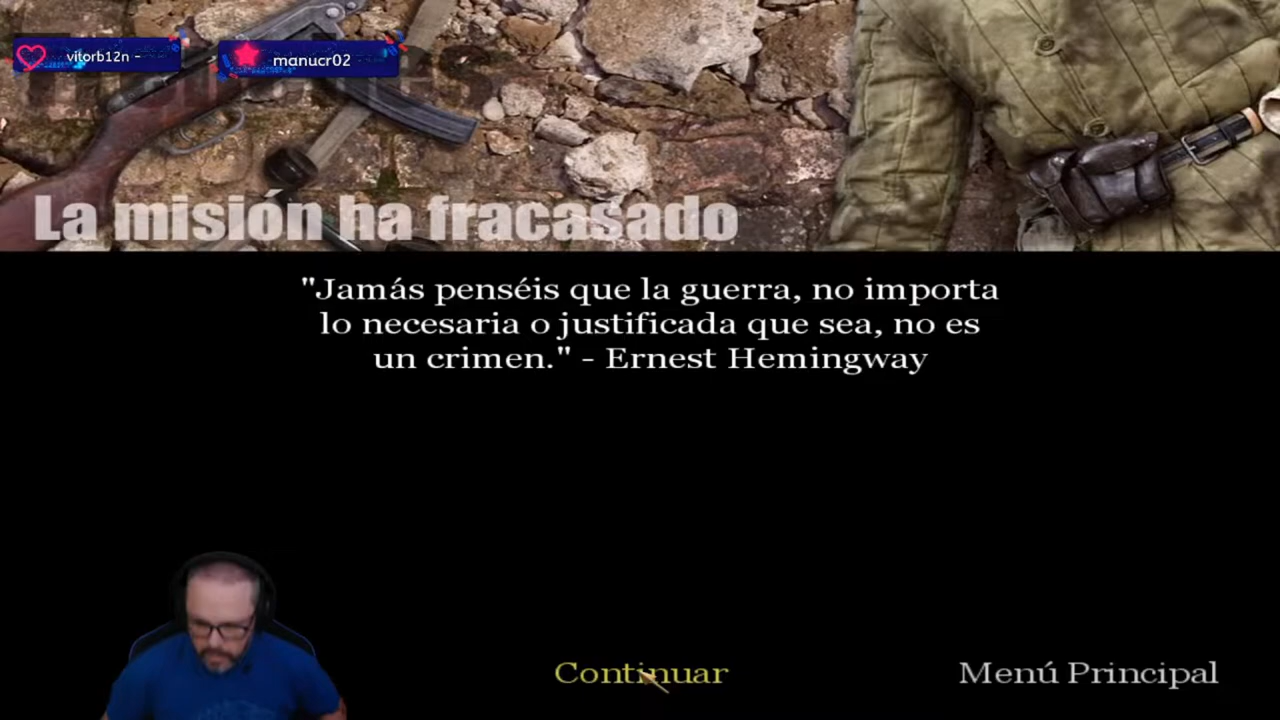 vitorb12n -
manucr02
La mision ha fracasado
"Jamás penséis que la guerra, no importa
lo necesaria o justificada que sea, no es
un crimen." - Ernest Hemingway
Continuar
Menú Principal